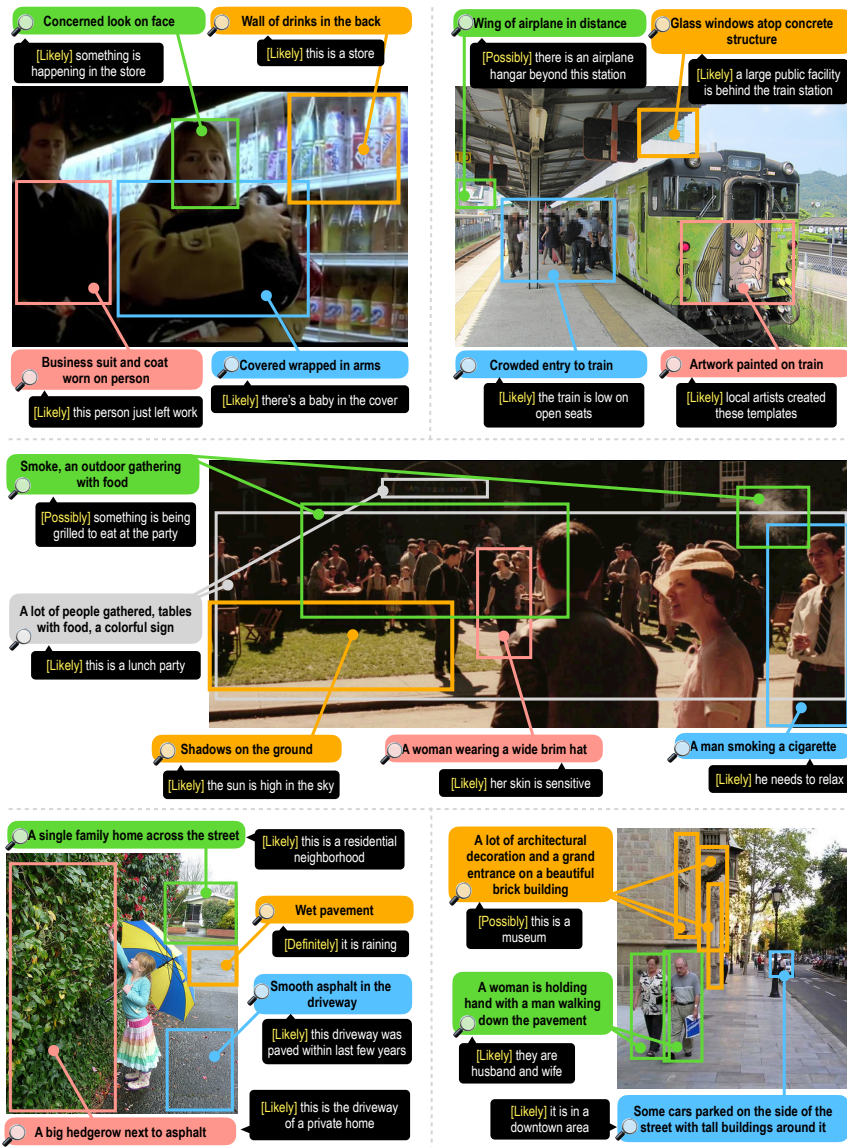 Concerned look on face
[Likely] something is
happening in the store
Wall of drinks in the back
[Likely] this is a store
Business suit and coat
worn on person
[Likely] this person just left work
Covered wrapped in arms
[Likely] there's a baby in the cover
Wing of airplane in distance
[Possibly] there is an airplane
hangar beyond this station
Glass windows atop concrete
structure
[Likely] a large public facility
is behind the train station
Crowded entry to train
[Likely] the train is low on
open seats
Artwork painted on train
[Likely] local artists created
these templates
Smoke, an outdoor gathering
with food
[Possibly] something is being
grilled to eat at the party
A lot of people gathered, tables
with food, a colorful sign
[Likely] this is a lunch party
Shadows on the ground
[Likely] the sun is high in the sky
A woman wearing a wide brim hat
[Likely] her skin is sensitive
A man smoking a cigarette
[Likely] he needs to relax
A single family home across the street
[Likely] this is a residential
neighborhood
Wet pavement
[Definitely] it is raining
Smooth asphalt in the
driveway
[Likely] this driveway was
paved within last few years
[Likely] this is the driveway
of a private home
A big hedgerow next to asphalt
A lot of architectural
decoration and a grand
entrance on a beautiful
brick building
[Possibly] this is a
museum
A woman is holding
hand with a man walking
down the pavement
[Likely] they are
husband and wife
[Likely] it is in a
downtown area
Some cars parked on the side of the
street with tall buildings around it